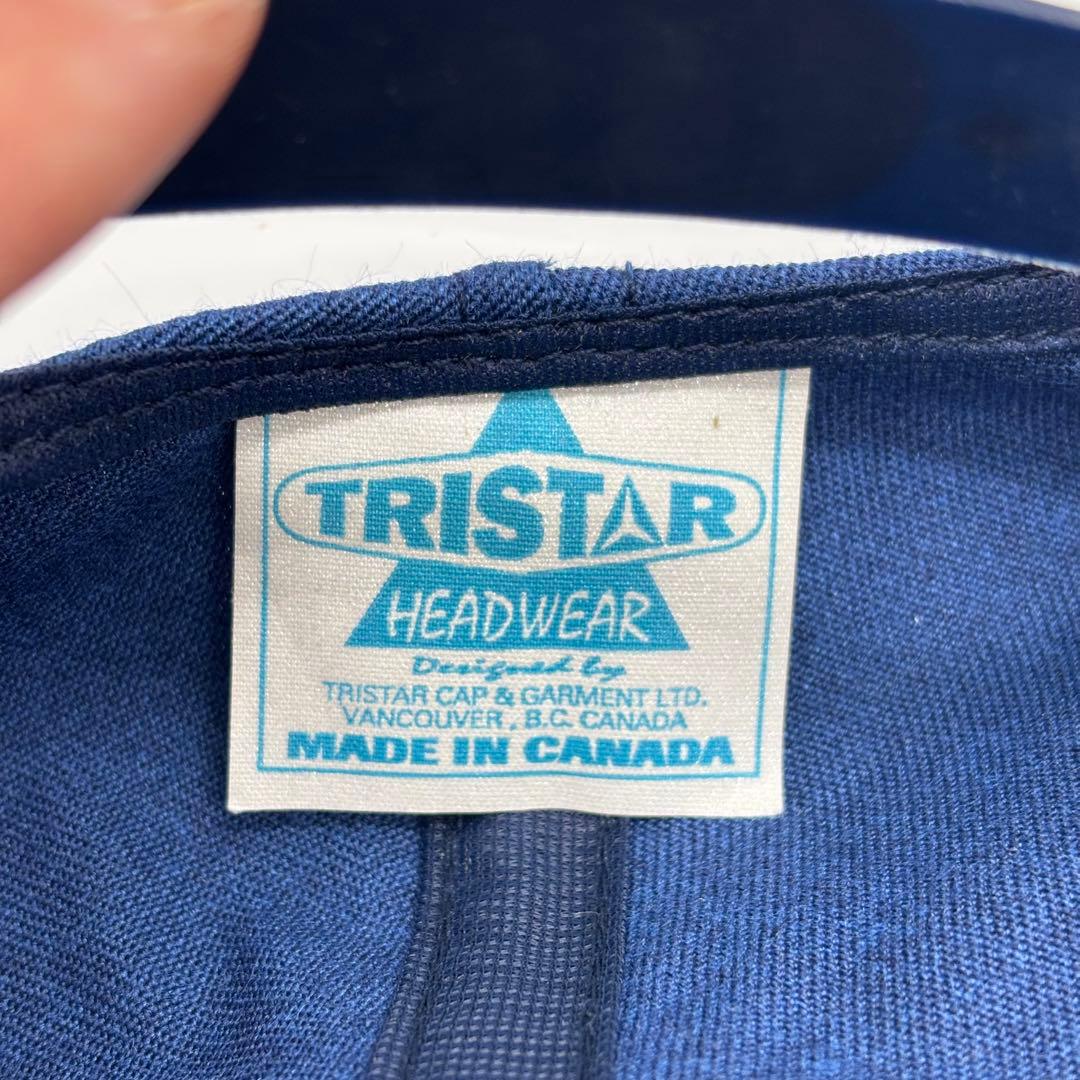 TRISTAR
HEADWEAR
Designed by
TRISTAR CAP & GARMENT LTD.
VANCOUVER, B.C. CANADA
MADE IN CANADA